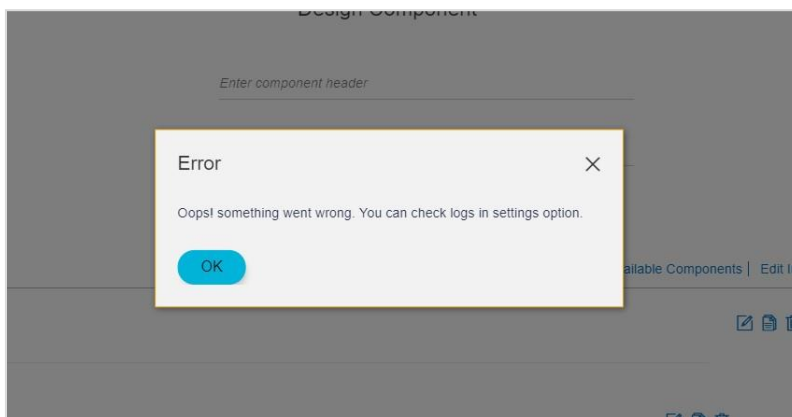 Design Component
Enter component header
Error
Oops! something went wrong. You can check logs in settings option.
OK
Components | Edit